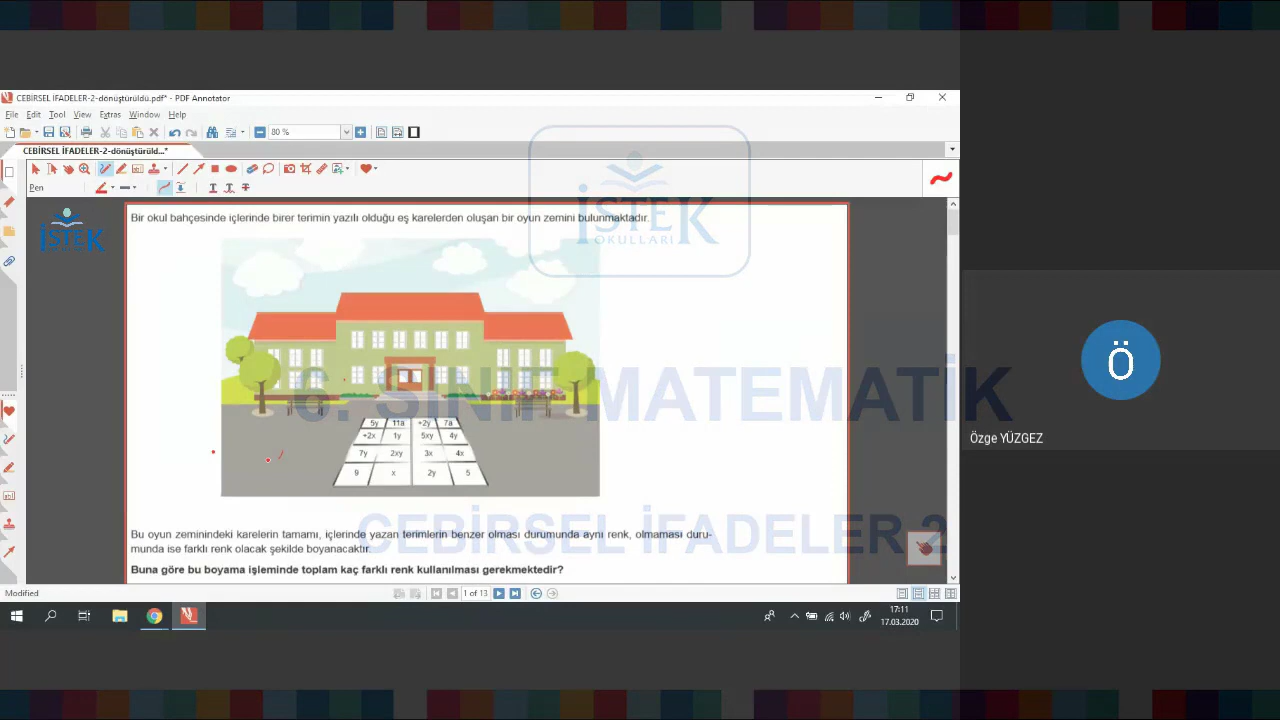 CEBİRSEL İFADELER-2-dönüştürüldü.pdf* - PDF Annotator
File Edit Tool View Extras Window Help
80 %
CEBİRSEL İFADELER-2-dönüştürüld...*
Pen
İSTEK
İSTEK
OKULLARI
Bir okul bahçesinde içlerinde birer terimin yazılı olduğu eş karelerden oluşan bir oyun zemini bulunmaktadır.
6. SINIF MATEMATİK
5y 11a +2y 7a
+2x 1y 5xy 4y
7y 2xy 3x 4x
9 x 2y 5
Ö
Özge YÜZGEZ
CEBİRSEL İFADELER 2
Bu oyun zeminindeki karelerin tamamı, içlerinde yazan terimlerin benzer olması durumunda aynı renk, olmaması duru-
munda ise farklı renk olacak şekilde boyanacaktır.
Buna göre bu boyama işleminde toplam kaç farklı renk kullanılması gerekmektedir?
Modified
1 of 13
17:11
17.03.2020